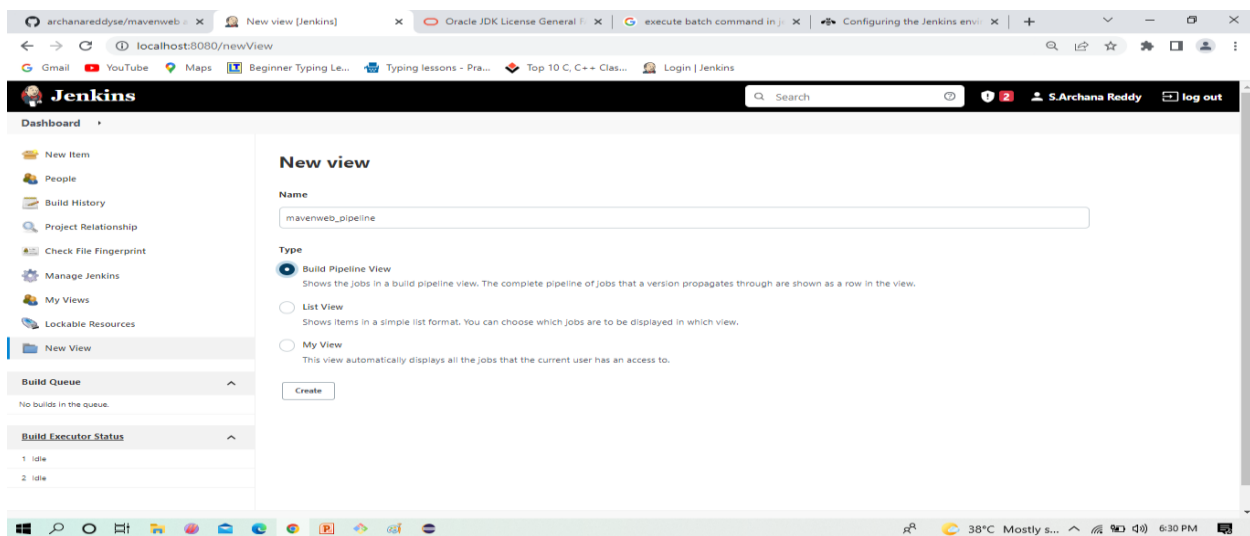 archanareddyse/mavenweb
New view [Jenkins]
Oracle JDK License General
execute batch command in
Configuring the Jenkins
localhost:8080/newView
Gmail YouTube Maps Beginner Typing Le... Typing lessons - Pra... Top 10 C, C++ Clas... Login | Jenkins
Jenkins
Search
2
S.Archana Reddy
log out
Dashboard
New Item
People
Build History
Project Relationship
Check File Fingerprint
Manage Jenkins
My Views
Lockable Resources
New View
Build Queue
No builds in the queue.
Build Executor Status
1 Idle
2 Idle
New view
Name
mavenweb_pipeline
Type
Build Pipeline View
Shows the jobs in a build pipeline view. The complete pipeline of jobs that a version propagates through are shown as a row in the view.
List View
Shows items in a simple list format. You can choose which jobs are to be displayed in which view.
My View
This view automatically displays all the jobs that the current user has an access to.
Create
38°C Mostly s... 6:30 PM